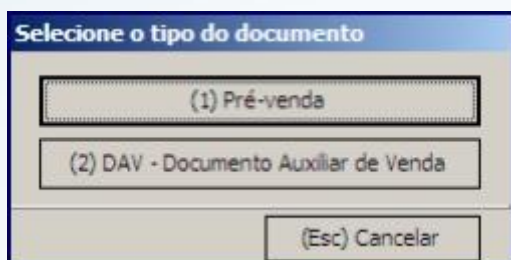 Selecione o tipo do documento
(1) Pré-venda
(2) DAV - Documento Auxiliar de Venda
(Esc) Cancelar